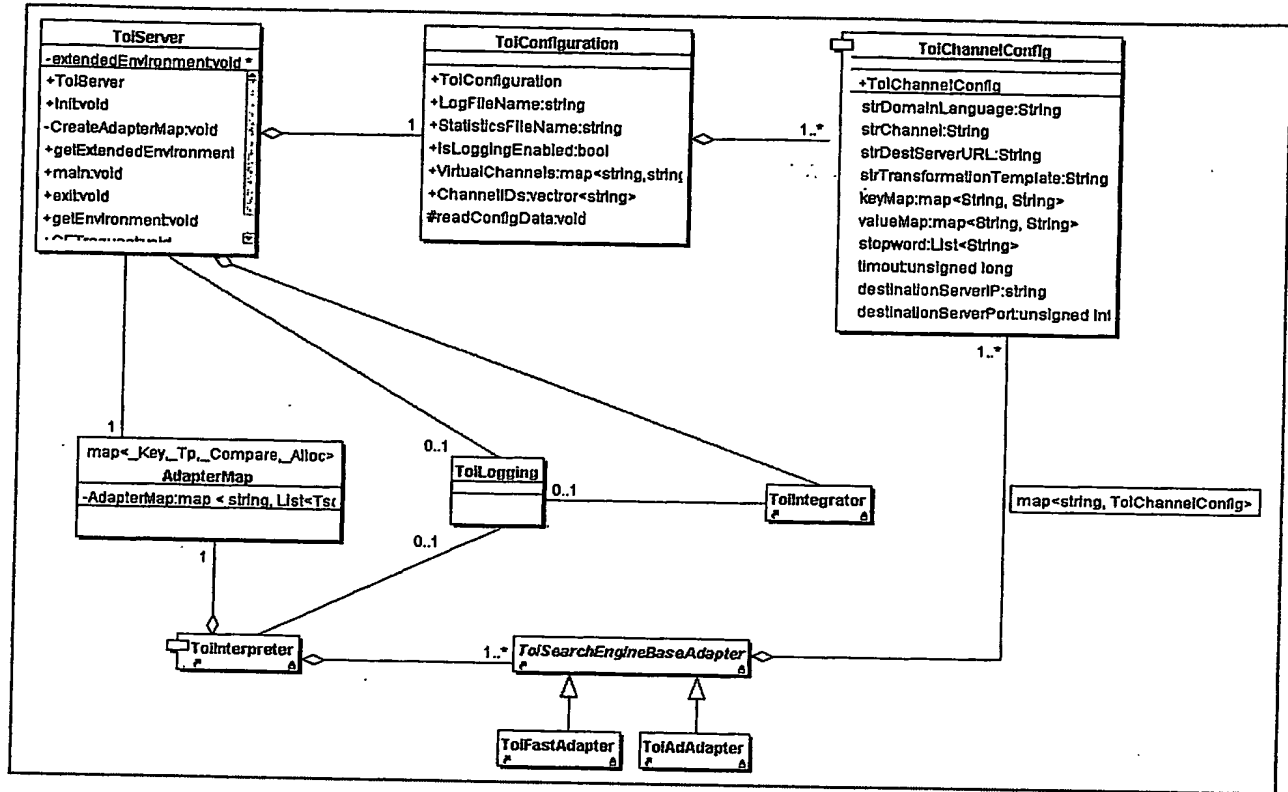 TolServer
-extendedEnvironment:void *
+TolServer
+Init:void
-CreateAdapterMap:void
+getExtendedEnvironment
+main:void
+exit:void
+getEnvironment:void
1
TolConfiguration
+TolConfiguration
+LogFileName:string
+StatisticsFileName:string
+IsLoggingEnabled:bool
+VirtualChannels:map<string,string
+ChannelIDs:vectror<string>
#readConfigData:void
1..*
TolChannelConfig
+TolChannelConfig
strDomainLanguage:String
strChannel:String
strDestServerURL:String
strTransformationTemplate:String
keyMap:map<String, String>
valueMap:map<String, String>
stopword:List<String>
timout:unsigned long
destinationServerIP:string
destinationServerPort:unsigned int
1..*
1
map<_Key,_Tp,_Compare,_Alloc>
AdapterMap
-AdapterMap:map < string, List<Tsc
1
0..1
TolLogging
0..1
0..1
TolIntegrator
map<string, TolChannelConfig>
TolInterpreter
1..*
TolSearchEngineBaseAdapter
TolFastAdapter
TolAdAdapter